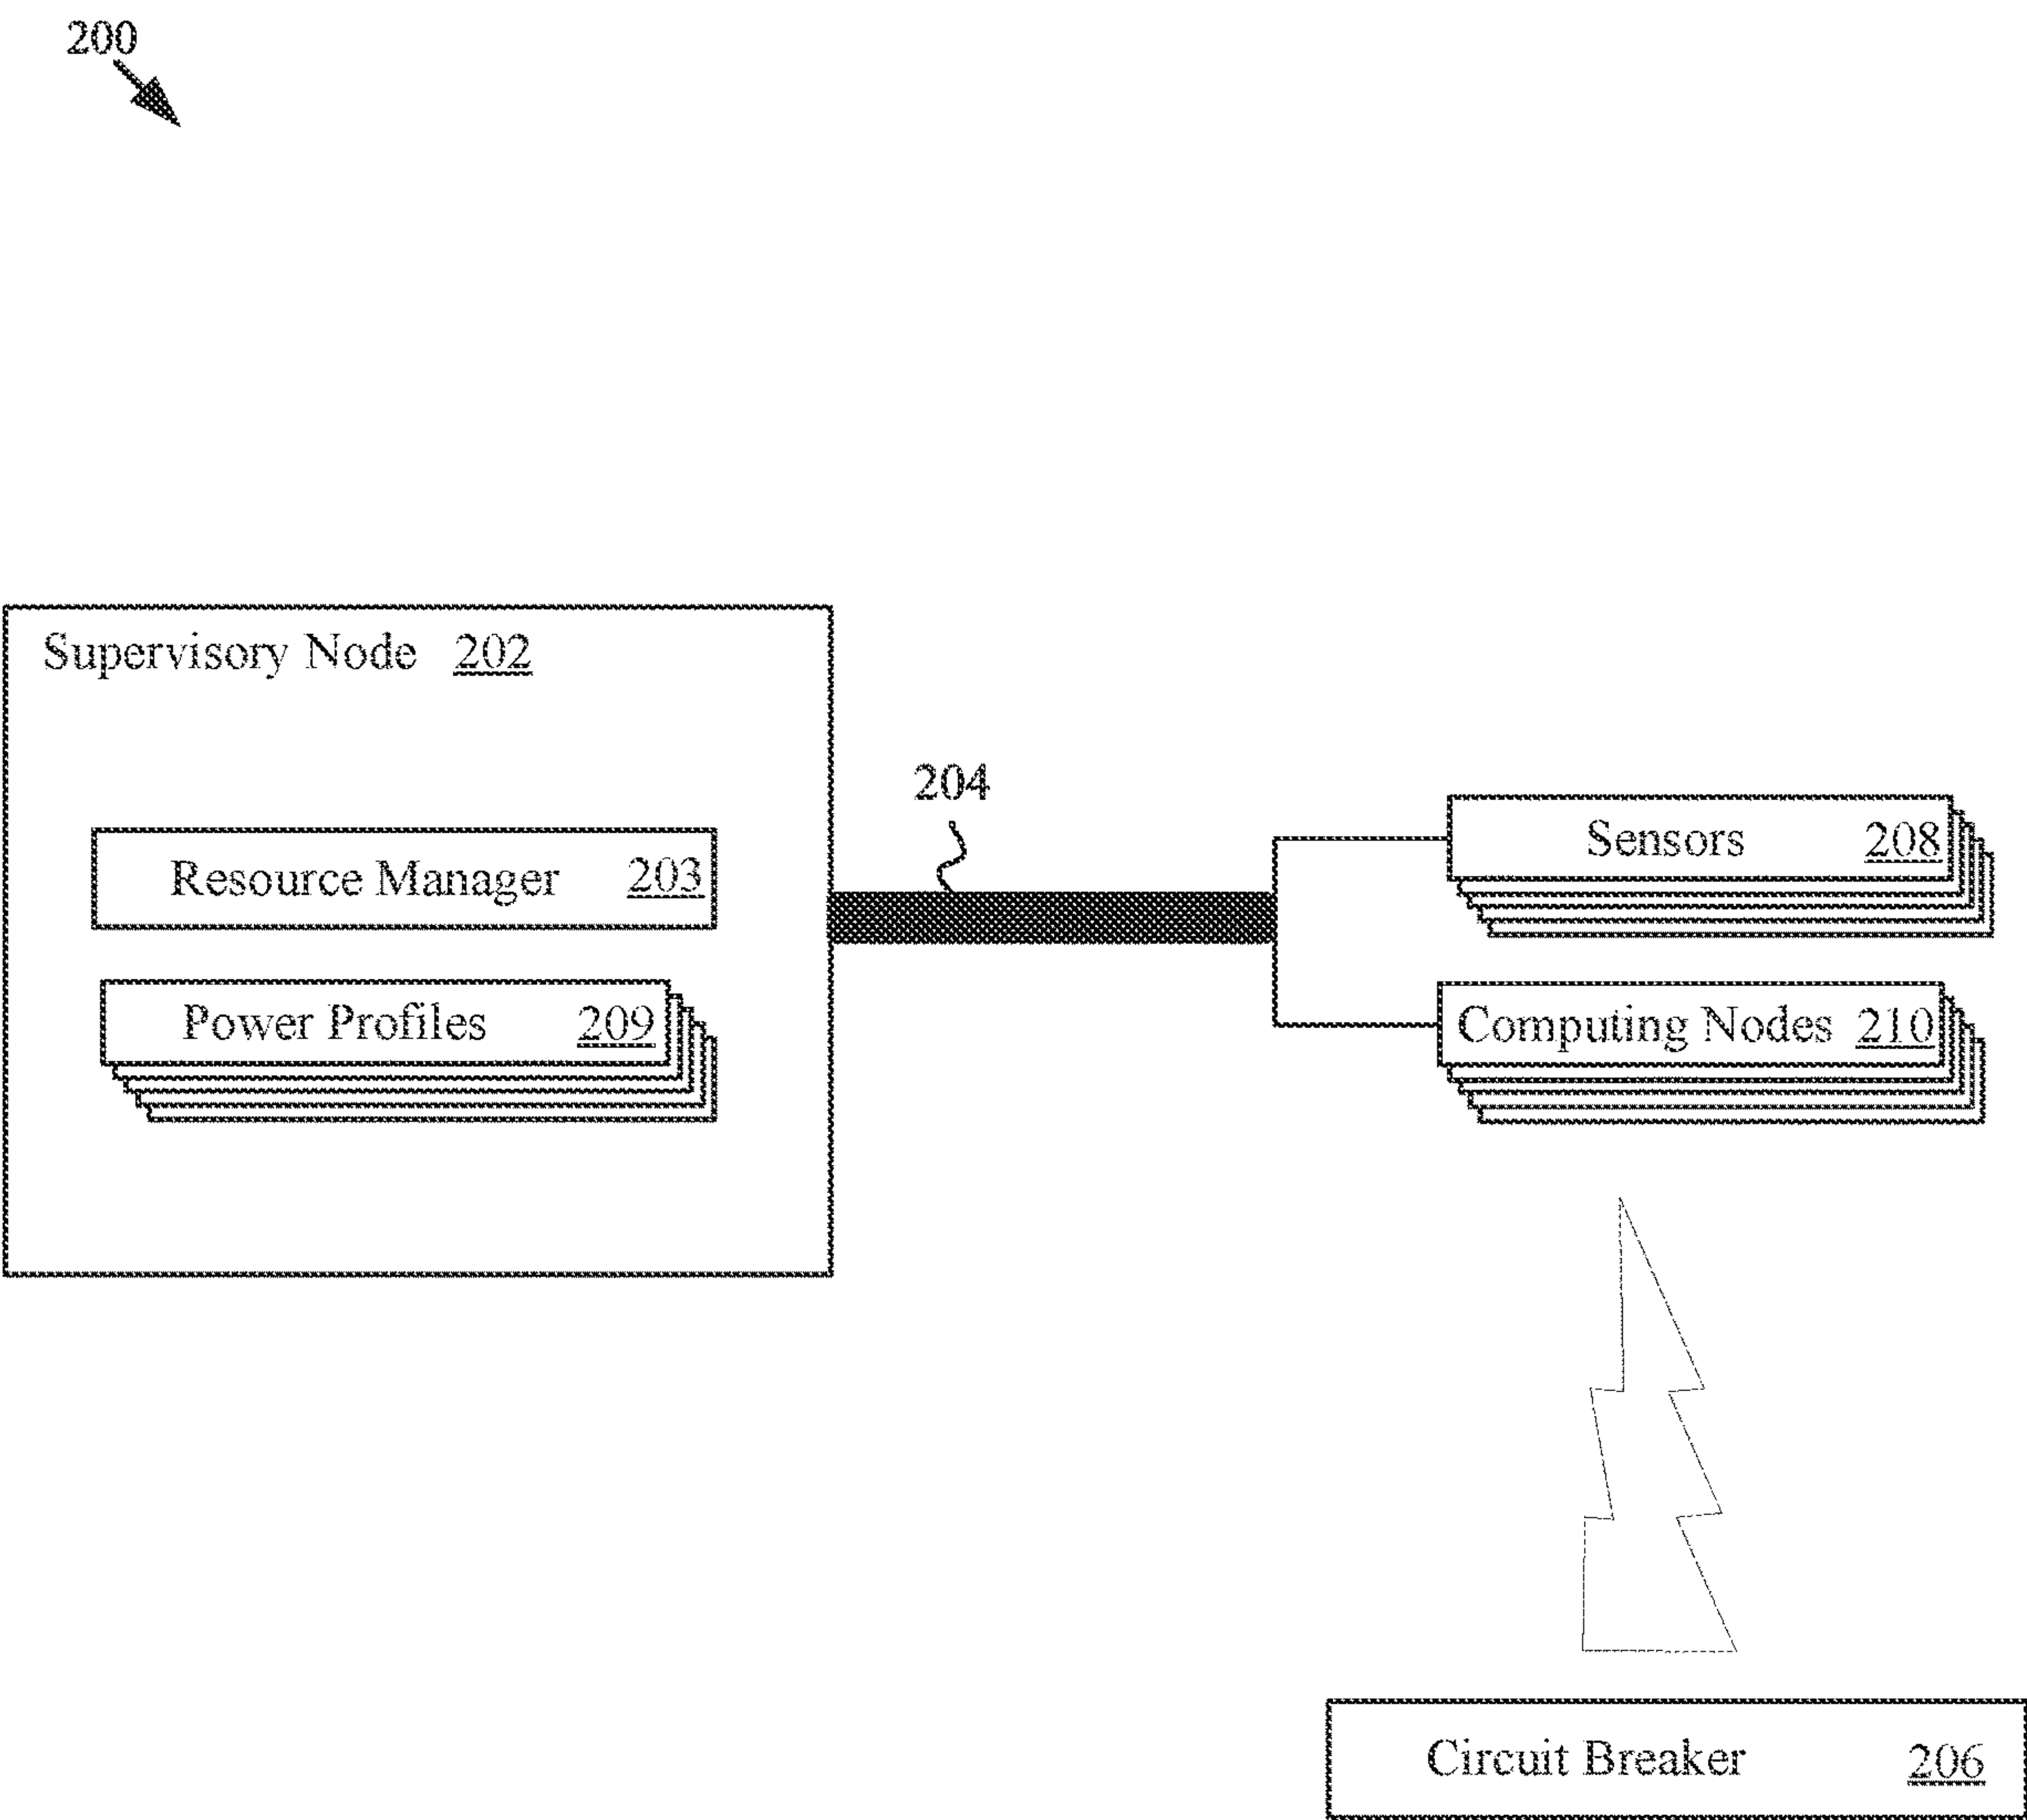 200
Supervisory Node 202
204
Resource Manager 203
Sensors 208
Power Profiles 209
Computing Nodes 210
Circuit Breaker 206